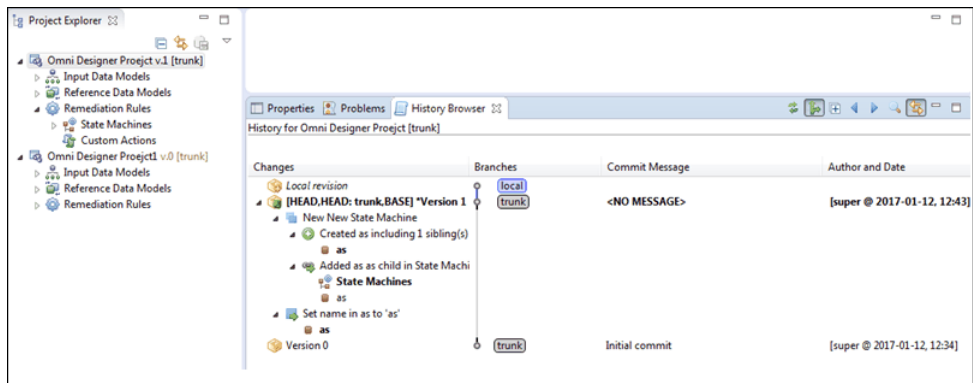 Project Explorer
Omni Designer Proejct v.1 [trunk]
Input Data Models
Reference Data Models
Remediation Rules
State Machines
Custom Actions
Omni Designer Proejct1 v.0 [trunk]
Input Data Models
Reference Data Models
Remediation Rules
Properties Problems History Browser
History for Omni Designer Proejct [trunk]
Changes Branches Commit Message Author and Date
Local revision local
[HEAD,HEAD: trunk,BASE] *Version 1 trunk <NO MESSAGE> [super @ 2017-01-12, 12:43]
New New State Machine
Created as including 1 sibling(s)
as
Added as as child in State Machi
State Machines
as
Set name in as to 'as'
as
Version 0 trunk Initial commit [super @ 2017-01-12, 12:34]